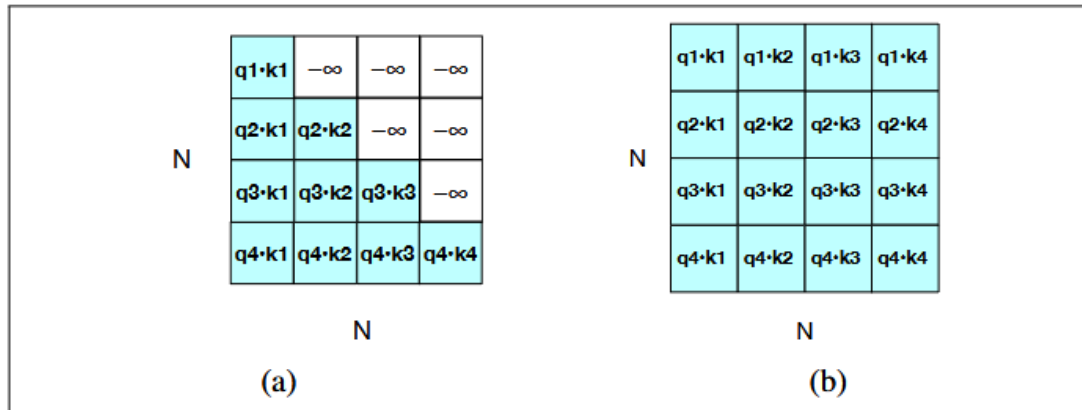 q1•k1 −∞ −∞ −∞
q2•k1 q2•k2 −∞ −∞
N
q3•k1 q3•k2 q3•k3 −∞
q4•k1 q4•k2 q4•k3 q4•k4
N
(a)
q1•k1 q1•k2 q1•k3 q1•k4
q2•k1 q2•k2 q2•k3 q2•k4
N
q3•k1 q3•k2 q3•k3 q3•k4
q4•k1 q4•k2 q4•k3 q4•k4
N
(b)